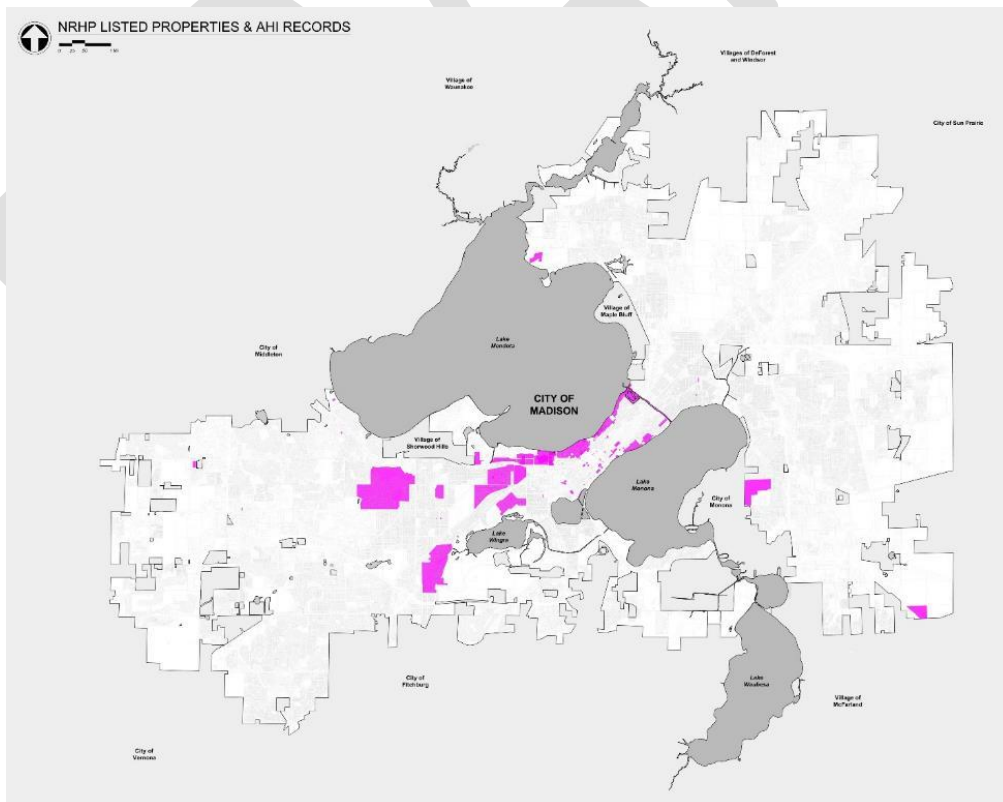 NRHP LISTED PROPERTIES & AHI RECORDS
Villages of DeForest
and Windsor
Village of
Waunakee
City of Sun Prairie
Village of
Maple Bluff
Lake
Mendota
City of
Middleton
CITY OF
MADISON
Village of
Shorewood Hills
Lake
Monona
City of
Monona
Lake
Wingra
City of
Fitchburg
Lake
Waubesa
Village of
McFarland
City of
Verona